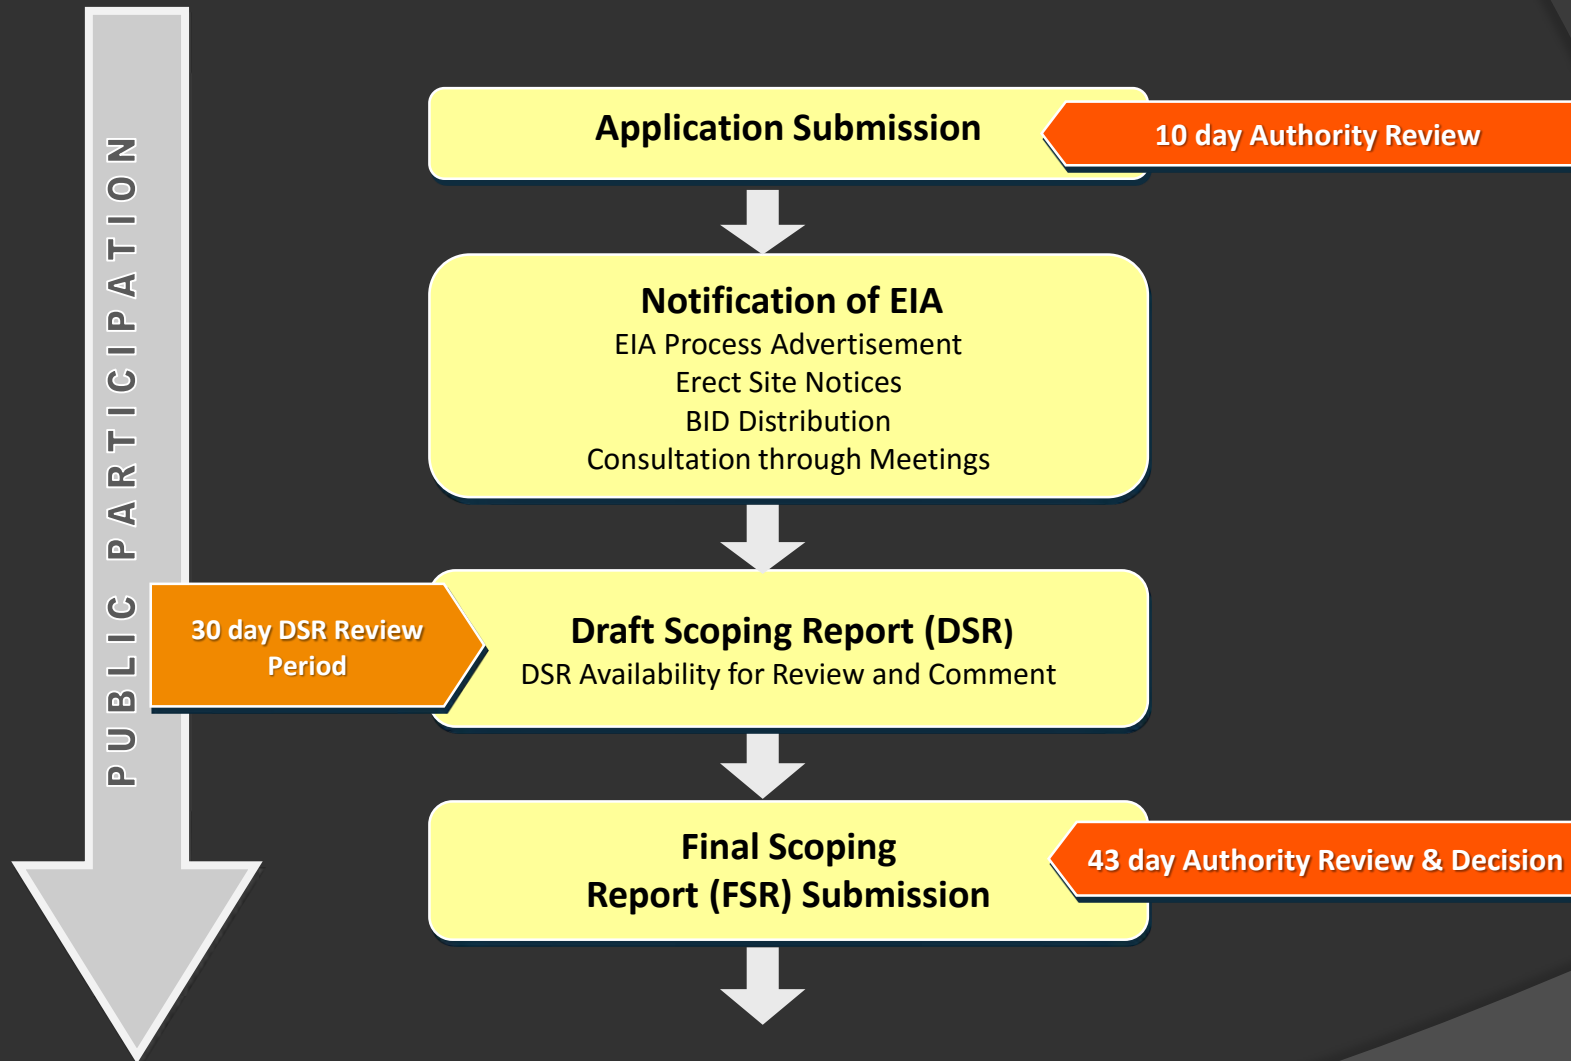 PUBLIC PARTICIPATION
Application Submission
10 day Authority Review
Notification of EIA
EIA Process Advertisement
Erect Site Notices
BID Distribution
Consultation through Meetings
30 day DSR Review
Period
Draft Scoping Report (DSR)
DSR Availability for Review and Comment
Final Scoping
Report (FSR) Submission
43 day Authority Review & Decision